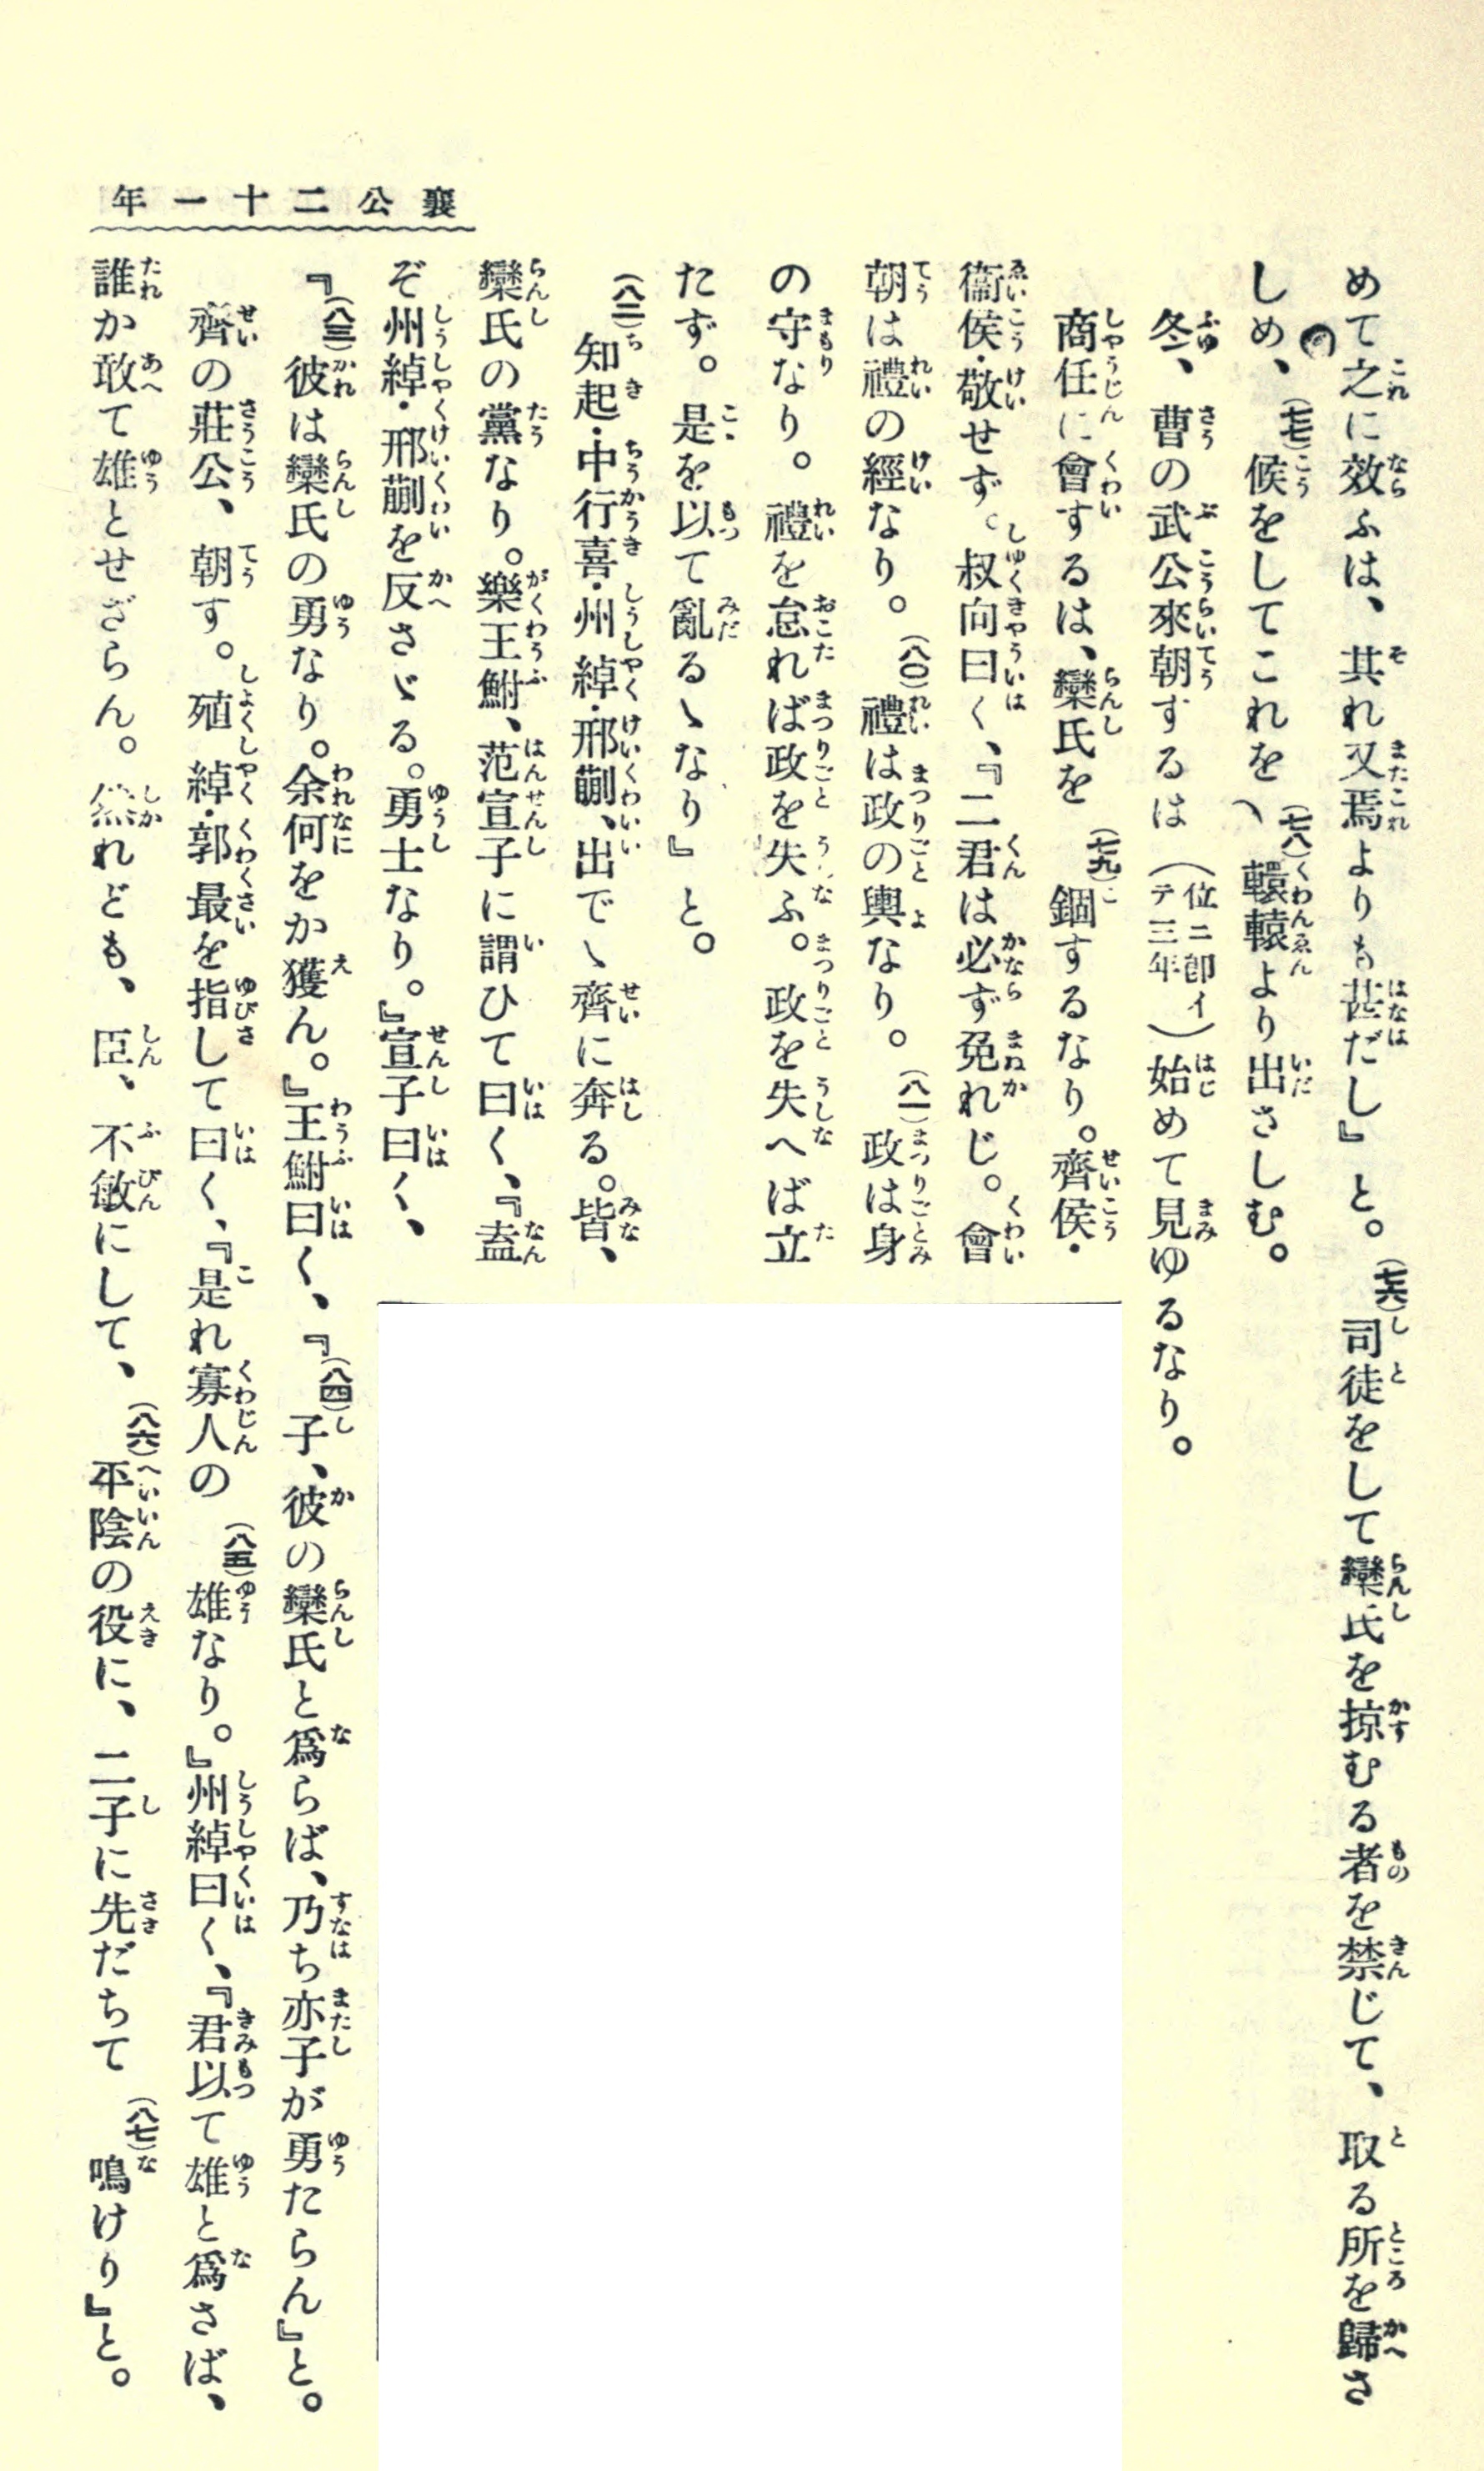 襄公二十一年
めて之に效ふは、其れ又焉よりも甚だし』と。(七六)司徒をして欒氏を掠むる者を禁じて、取る所を歸さ
しめ、(七七)候をしてこれを(七八)轘轅より出さしむ。
冬、曹の武公來朝するは(位ニ郎イテ三年)始めて見ゆるなり。
商任に會するは、欒氏を(七九)錮するなり。齊侯・
衞侯・敬せず。叔向曰く、『二君は必ず免れじ。會
朝は禮の經なり。(八〇)禮は政の輿なり。(八一)政は身
の守なり。禮を怠れば政を失ふ。政を失へば立
たず。是を以て亂るゝなり』と。
(八二)知起・中行喜・州綽・邢蒯、出でゝ齊に奔る。皆、
欒氏の黨なり。樂王鮒、范宣子に謂ひて曰く、『盍
ぞ州綽・邢蒯を反さゞる。勇士なり。』宣子曰く、
『(八三)彼は欒氏の勇なり。余何をか獲ん。』王鮒曰く、『(八四)子、彼の欒氏と爲らば、乃ち亦子が勇たらん』と。
齊の莊公、朝す。殖綽・郭最を指して曰く、『是れ寡人の(八五)雄なり。』州綽曰く、『君以て雄と爲さば、
誰か敢て雄とせざらん。然れども、臣、不敏にして、(八六)平陰の役に、二子に先だちて(八七)鳴けり』と。